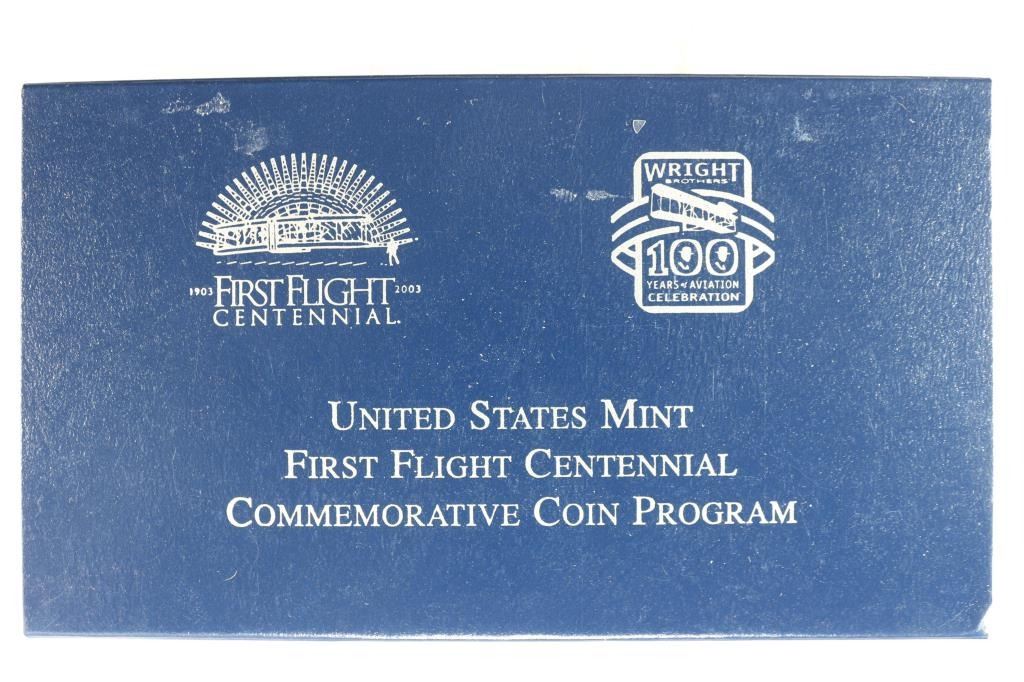 1903 FIRST FLIGHT 2003
CENTENNIAL.
WRIGHT
BROTHERS
100
YEARS of AVIATION
CELEBRATION
UNITED STATES MINT
FIRST FLIGHT CENTENNIAL
COMMEMORATIVE COIN PROGRAM